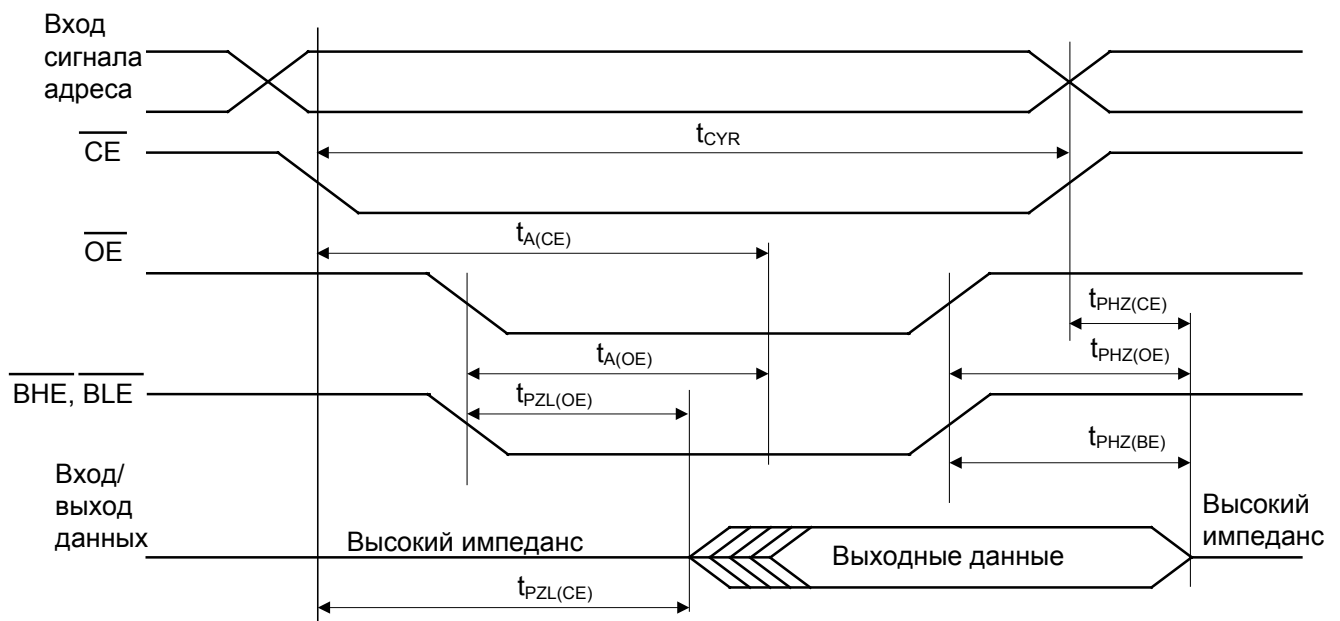 Вход
сигнала
адреса
tCYR
CE
tA(CE)
OE
tPHZ(CE)
tA(OE)
tPHZ(OE)
BHE, BLE
tPZL(OE)
tPHZ(BE)
Вход/
выход
данных
Высокий импеданс
Выходные данные
Высокий
импеданс
tPZL(CE)